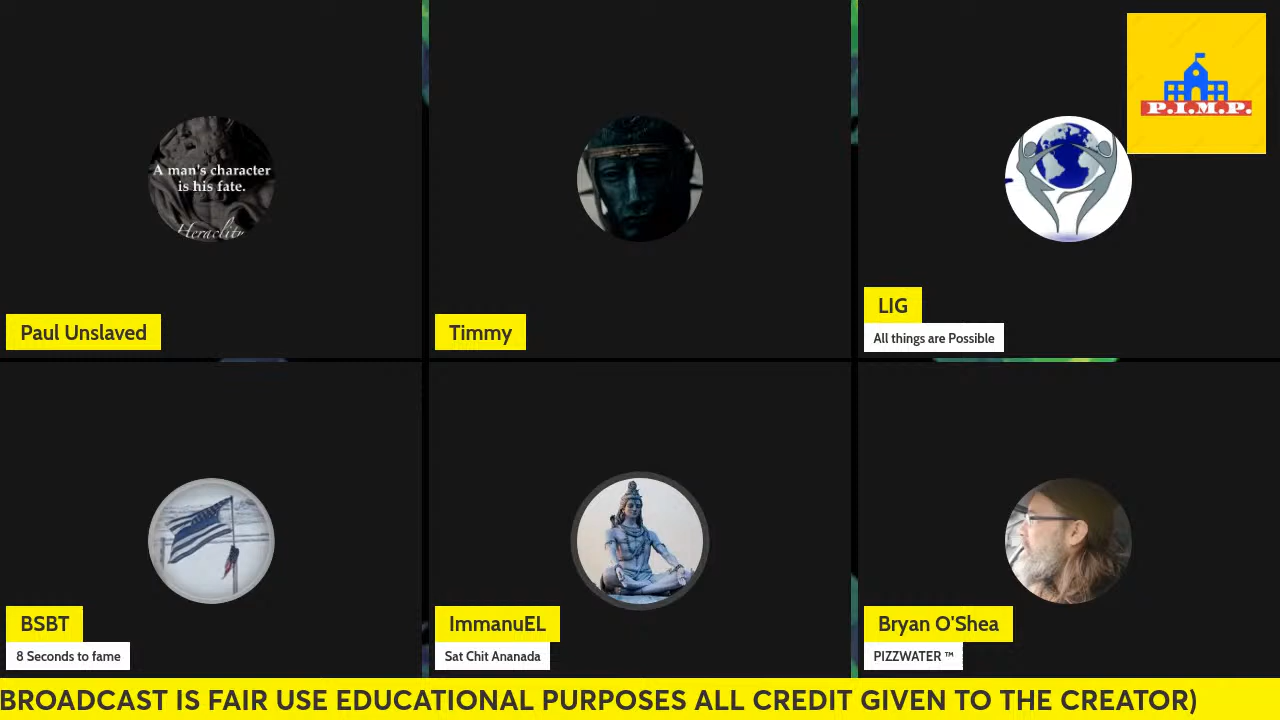 A man's character
is his fate.
Paul Unslaved
Timmy
P.I.M.P.
LIG
All things are Possible
BSBT
8 Seconds to fame
ImmanuEL
Sat Chit Ananada
Bryan O'Shea
PIZZWATER ™
BROADCAST IS FAIR USE EDUCATIONAL PURPOSES ALL CREDIT GIVEN TO THE CREATOR)